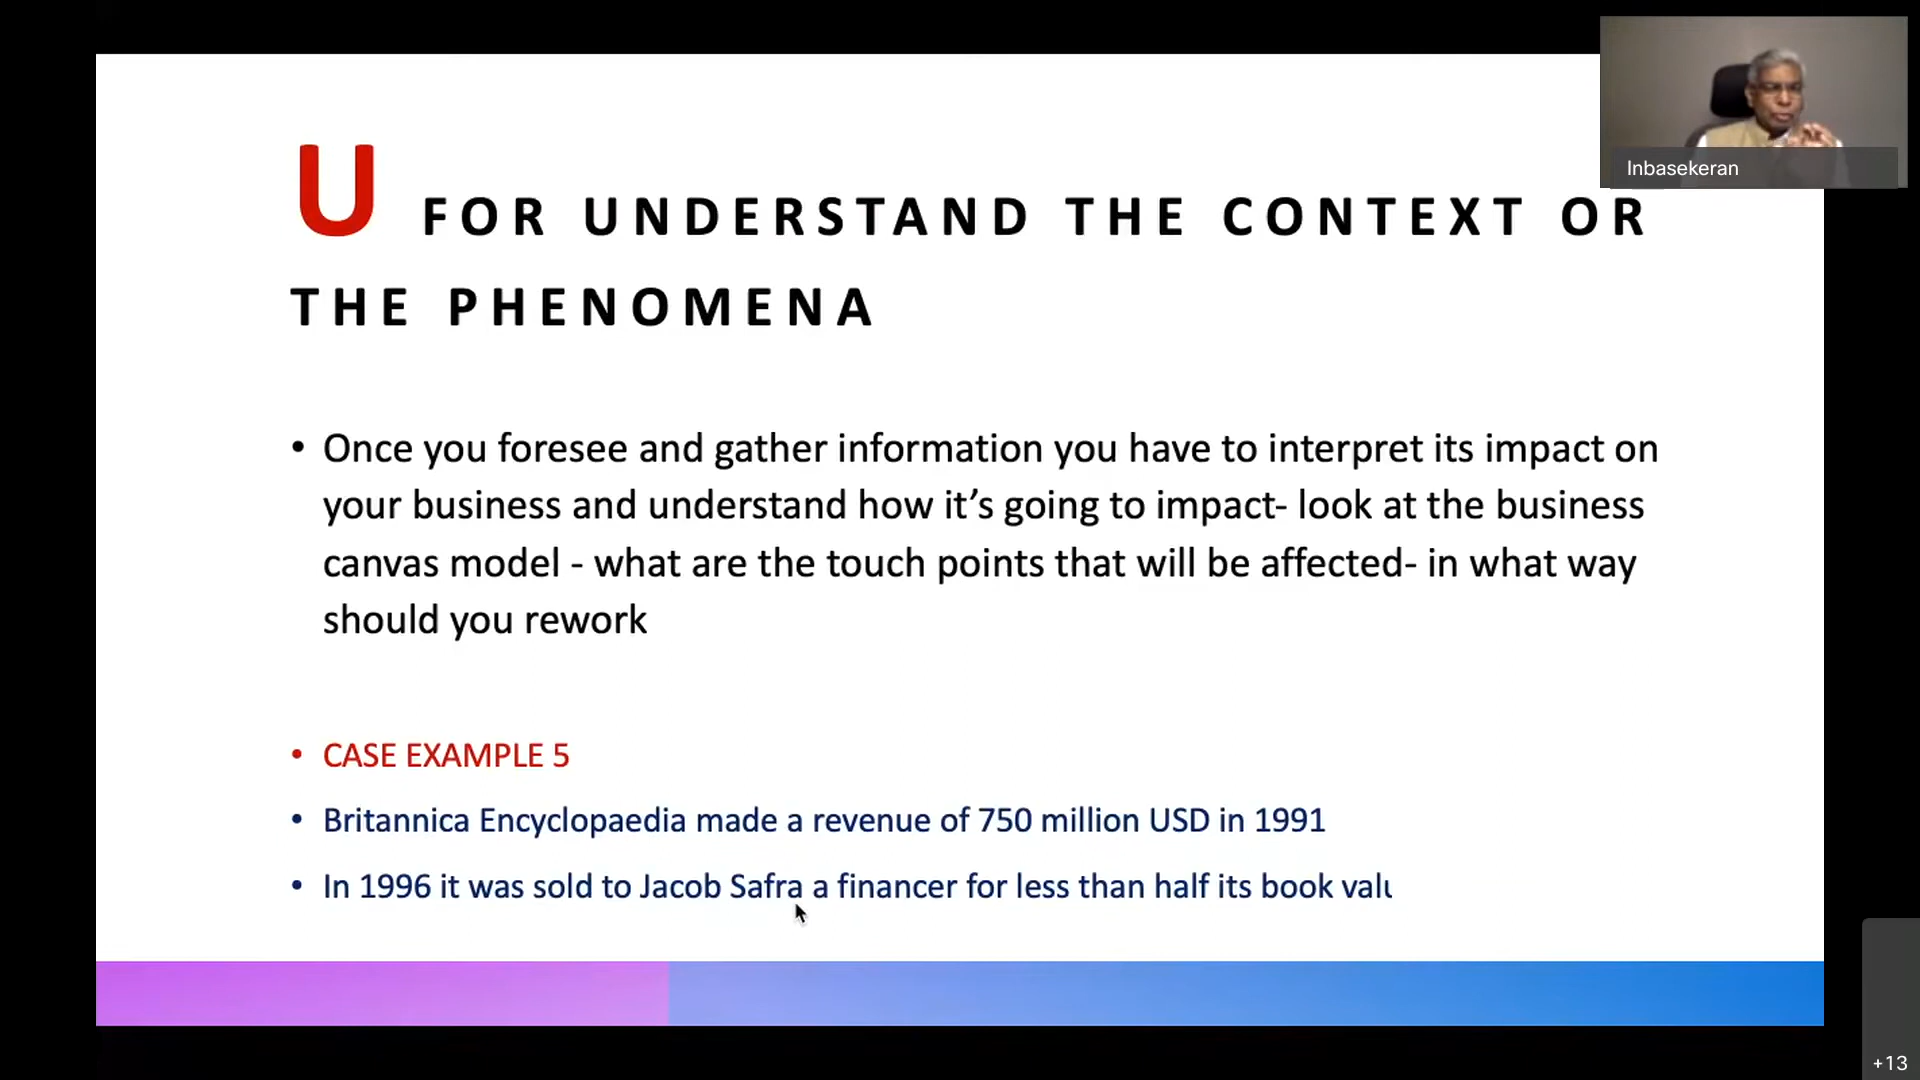 Inbasekeran
U FOR UNDERSTAND THE CONTEXT OR
THE PHENOMENA
• Once you foresee and gather information you have to interpret its impact on
your business and understand how it’s going to impact- look at the business
canvas model - what are the touch points that will be affected- in what way
should you rework
• CASE EXAMPLE 5
• Britannica Encyclopaedia made a revenue of 750 million USD in 1991
• In 1996 it was sold to Jacob Safra a financer for less than half its book
+13